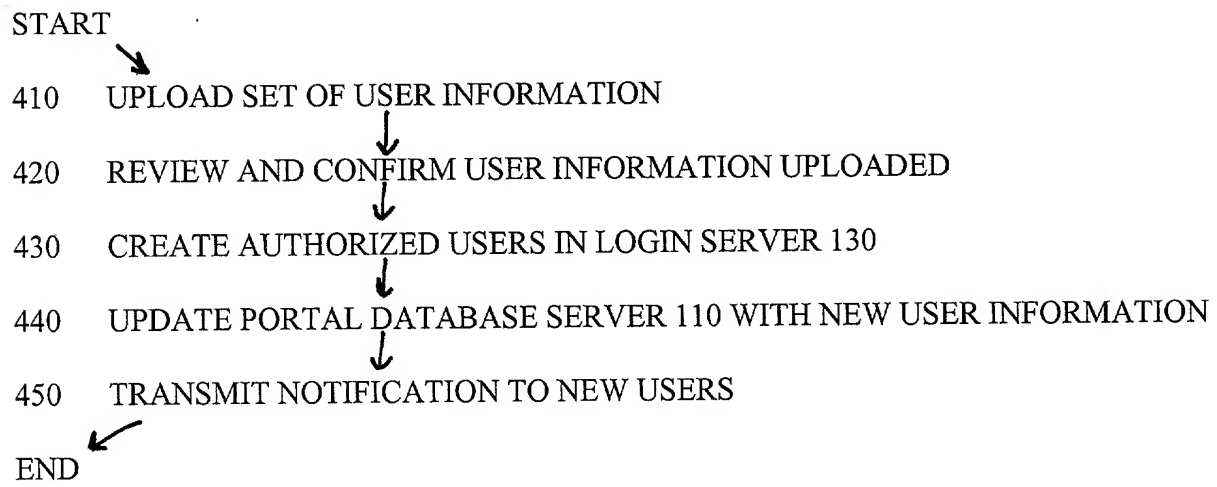 START
410 UPLOAD SET OF USER INFORMATION
420 REVIEW AND CONFIRM USER INFORMATION UPLOADED
430 CREATE AUTHORIZED USERS IN LOGIN SERVER 130
440 UPDATE PORTAL DATABASE SERVER 110 WITH NEW USER INFORMATION
450 TRANSMIT NOTIFICATION TO NEW USERS
END